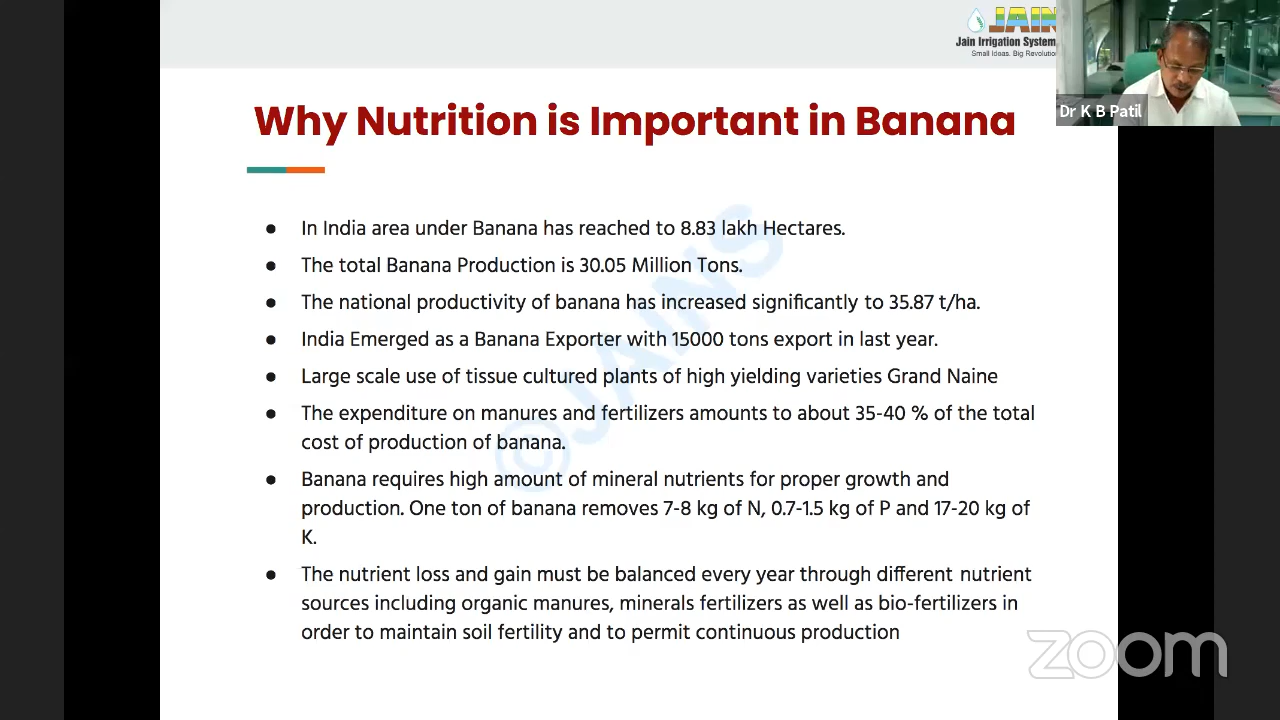 JAIN
Jain Irrigation System
Small Ideas. Big Revolution
Dr K B Patil
Why Nutrition is Important in Banana
● In India area under Banana has reached to 8.83 lakh Hectares.
● The total Banana Production is 30.05 Million Tons.
● The national productivity of banana has increased significantly to 35.87 t/ha.
● India Emerged as a Banana Exporter with 15000 tons export in last year.
● Large scale use of tissue cultured plants of high yielding varieties Grand Naine
● The expenditure on manures and fertilizers amounts to about 35-40 % of the total
cost of production of banana.
● Banana requires high amount of mineral nutrients for proper growth and
production. One ton of banana removes 7-8 kg of N, 0.7-1.5 kg of P and 17-20 kg of
K.
● The nutrient loss and gain must be balanced every year through different nutrient
sources including organic manures, minerals fertilizers as well as bio-fertilizers in
order to maintain soil fertility and to permit continuous production
©JAINS
zoom